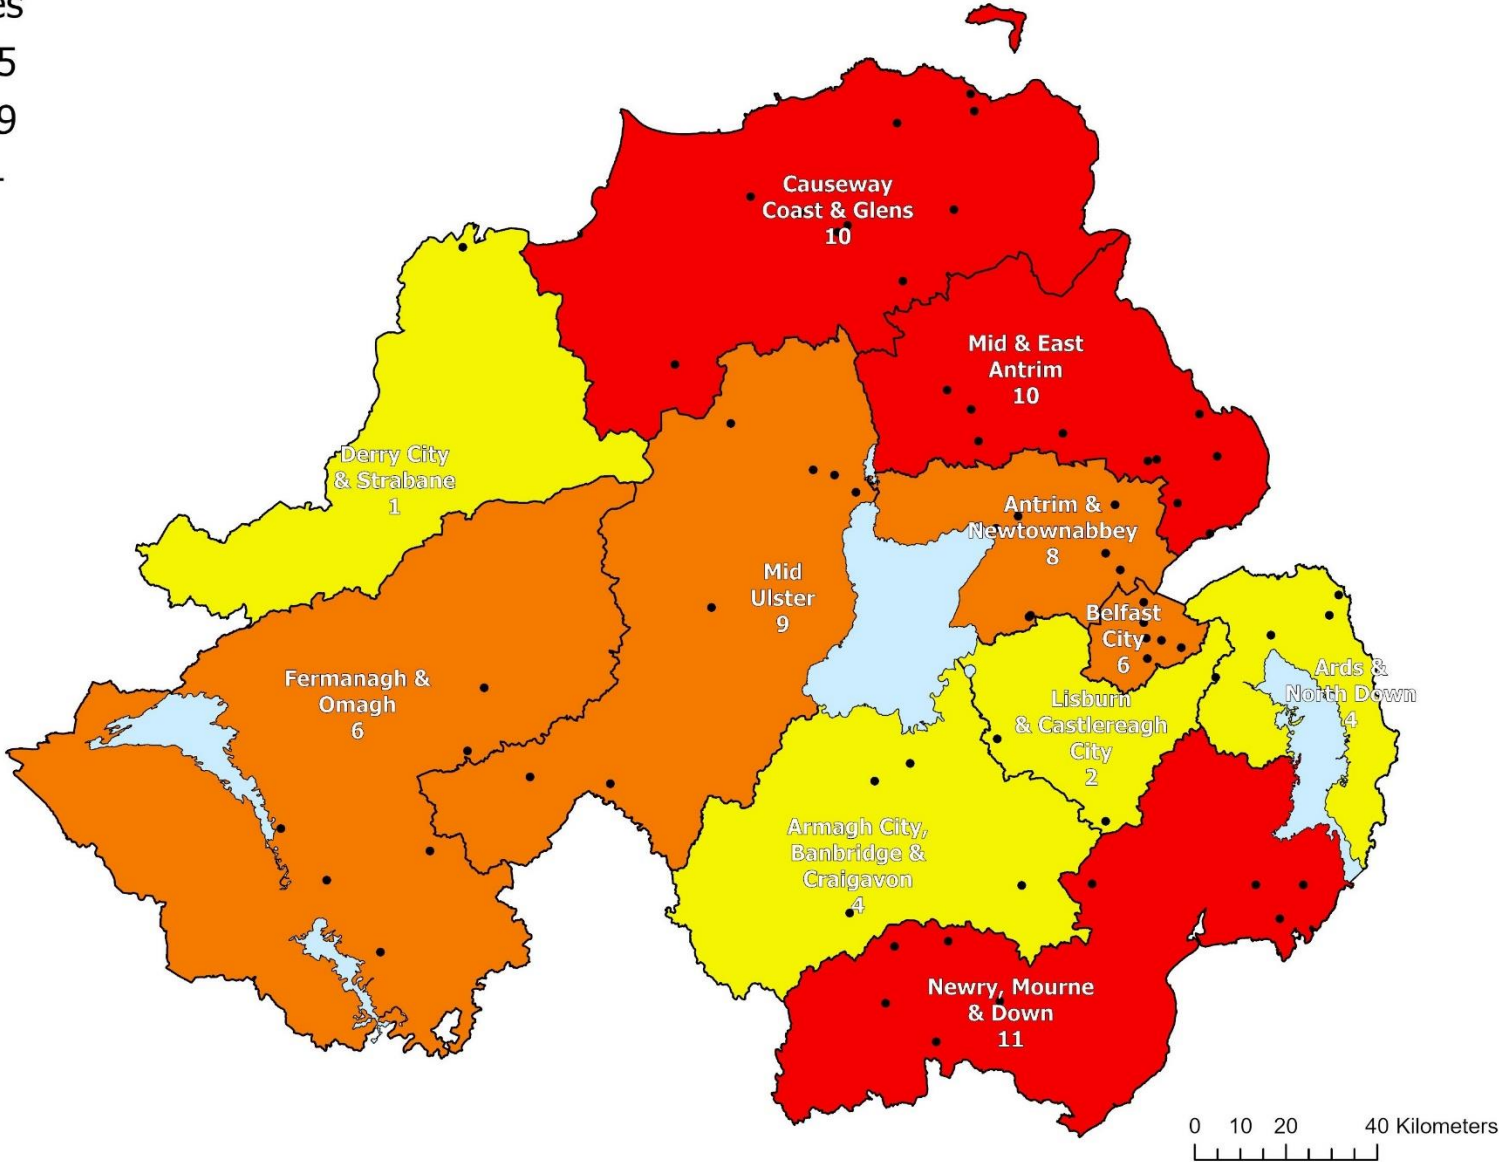 5
9
Causeway
Coast & Glens
10
Mid & East
Antrim
10
Derry City
& Strabane
1
Antrim &
Newtownabbey
8
Mid
Ulster
9
Belfast
City
6
Fermanagh &
Omagh
6
Ards &
North Down
4
Lisburn
& Castlereagh
City
2
Armagh City,
Banbridge &
Craigavon
4
Newry, Mourne
& Down
11
0 10 20 40 Kilometers